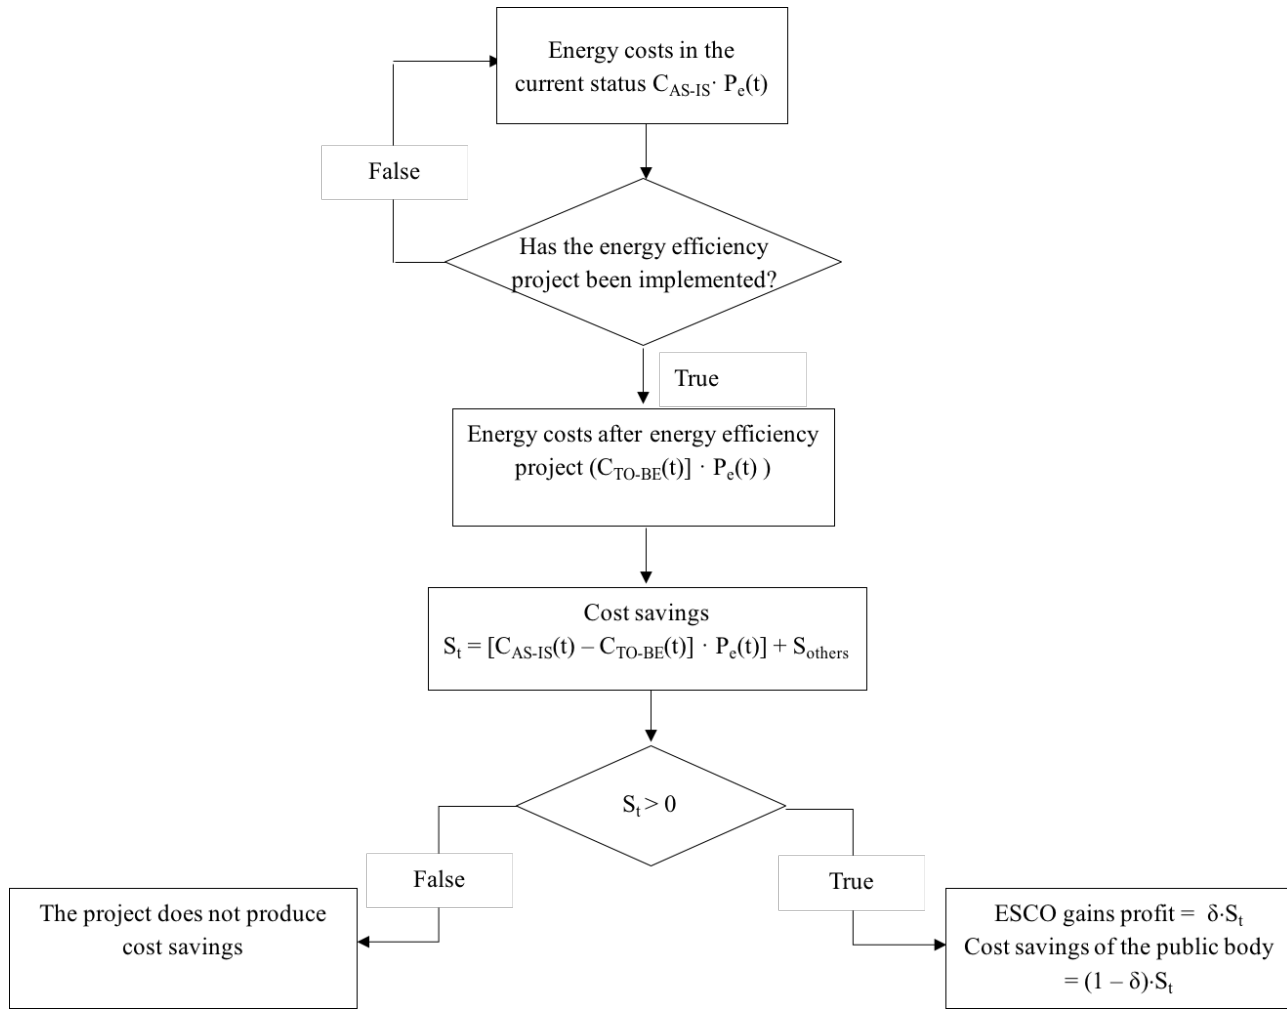 Energy costs in the
current status C_AS-IS· P_e(t)
False
Has the energy efficiency
project been implemented?
True
Energy costs after energy efficiency
project (C_TO-BE(t)] · P_e(t) )
Cost savings
S_t = [C_AS-IS(t) – C_TO-BE(t)] · P_e(t)] + S_others
S_t > 0
False
True
The project does not produce
cost savings
ESCO gains profit = δ·S_t
Cost savings of the public body
= (1 – δ)·S_t